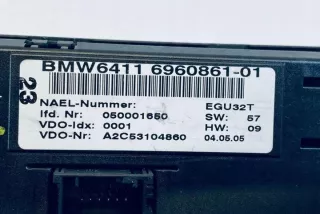 BMW6411 6960861-01
23
NAEL-Nummer: EGU32T
lfd. Nr: 050001650 SW: 57
VDO-Idx: 0001 HW: 09
VDO-Nr: A2C53104860 04.05.05